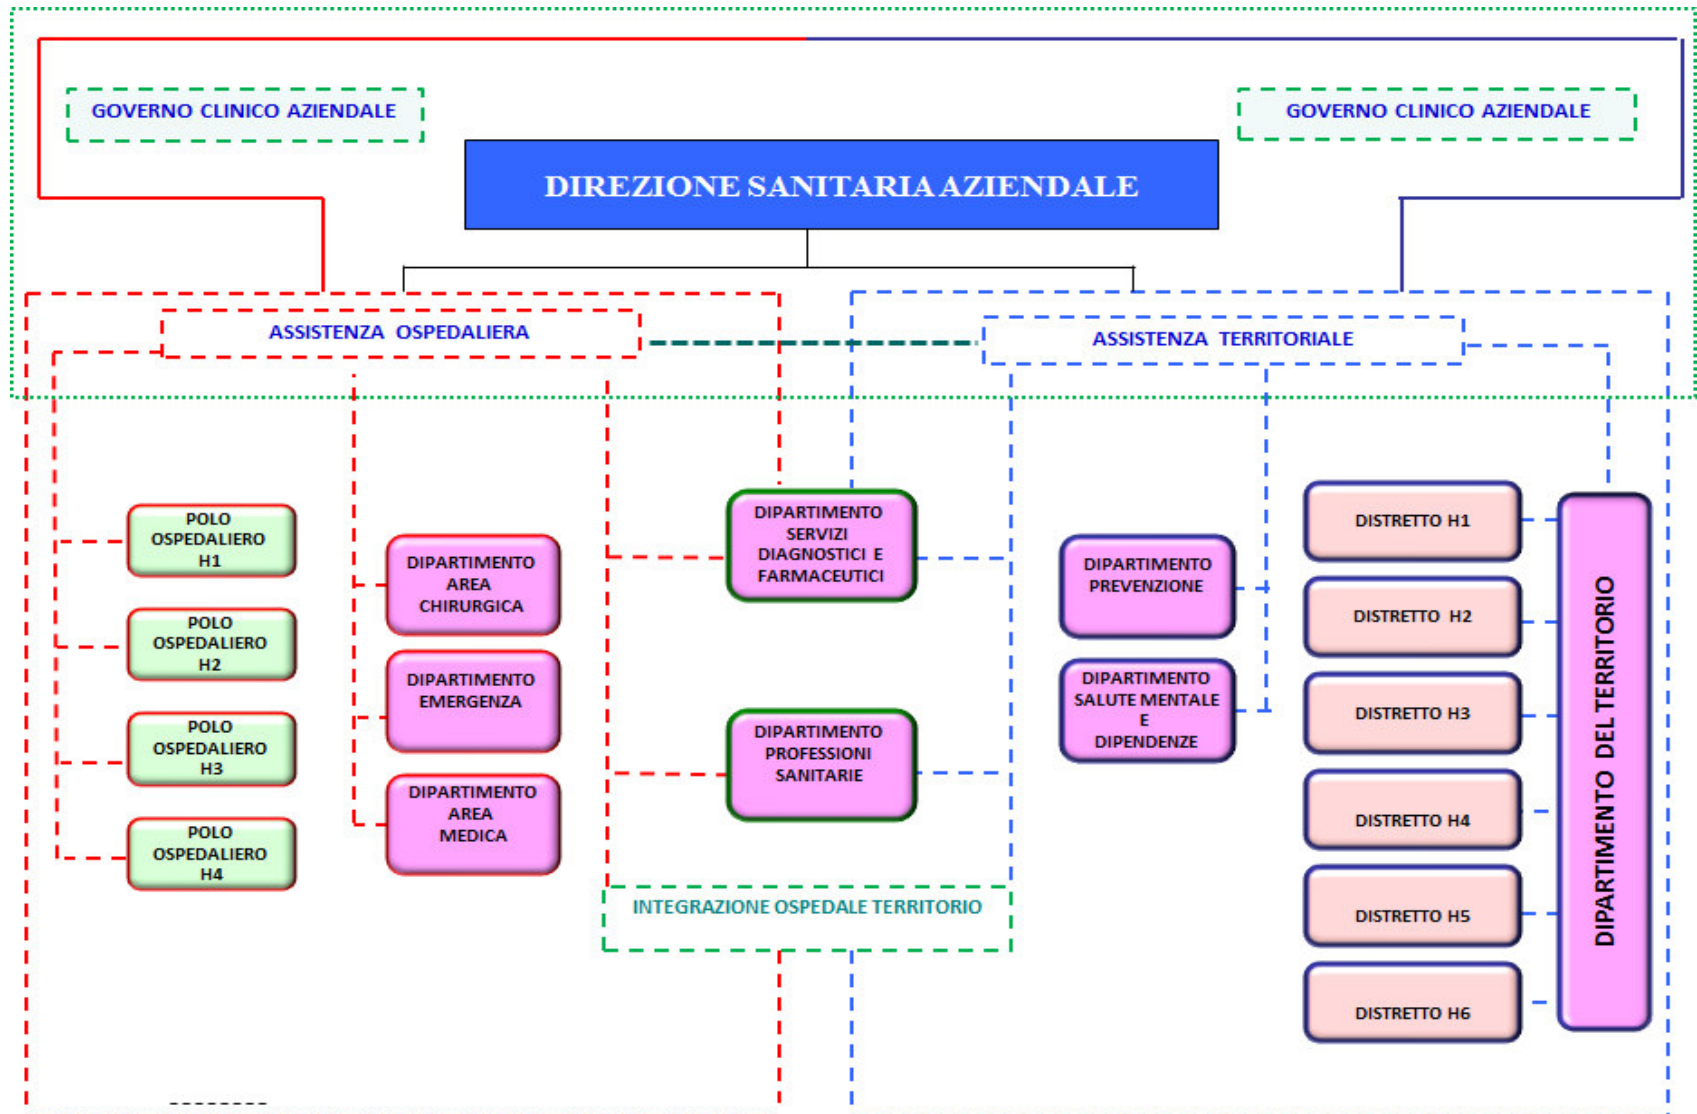 GOVERNO CLINICO AZIENDALE
GOVERNO CLINICO AZIENDALE
DIREZIONE SANITARIA AZIENDALE
ASSISTENZA OSPEDALIERA
ASSISTENZA TERRITORIALE
POLO
OSPEDALIERO
H1
POLO
OSPEDALIERO
H2
POLO
OSPEDALIERO
H3
POLO
OSPEDALIERO
H4
DIPARTIMENTO
AREA
CHIRURGICA
DIPARTIMENTO
EMERGENZA
DIPARTIMENTO
AREA
MEDICA
DIPARTIMENTO
SERVIZI
DIAGNOSTICI E
FARMACEUTICI
DIPARTIMENTO
PROFESSIONI
SANITARIE
INTEGRAZIONE OSPEDALE TERRITORIO
DIPARTIMENTO
PREVENZIONE
DIPARTIMENTO
SALUTE MENTALE
E
DIPENDENZE
DISTRETTO H1
DISTRETTO H2
DISTRETTO H3
DISTRETTO H4
DISTRETTO H5
DISTRETTO H6
DIPARTIMENTO DEL TERRITORIO